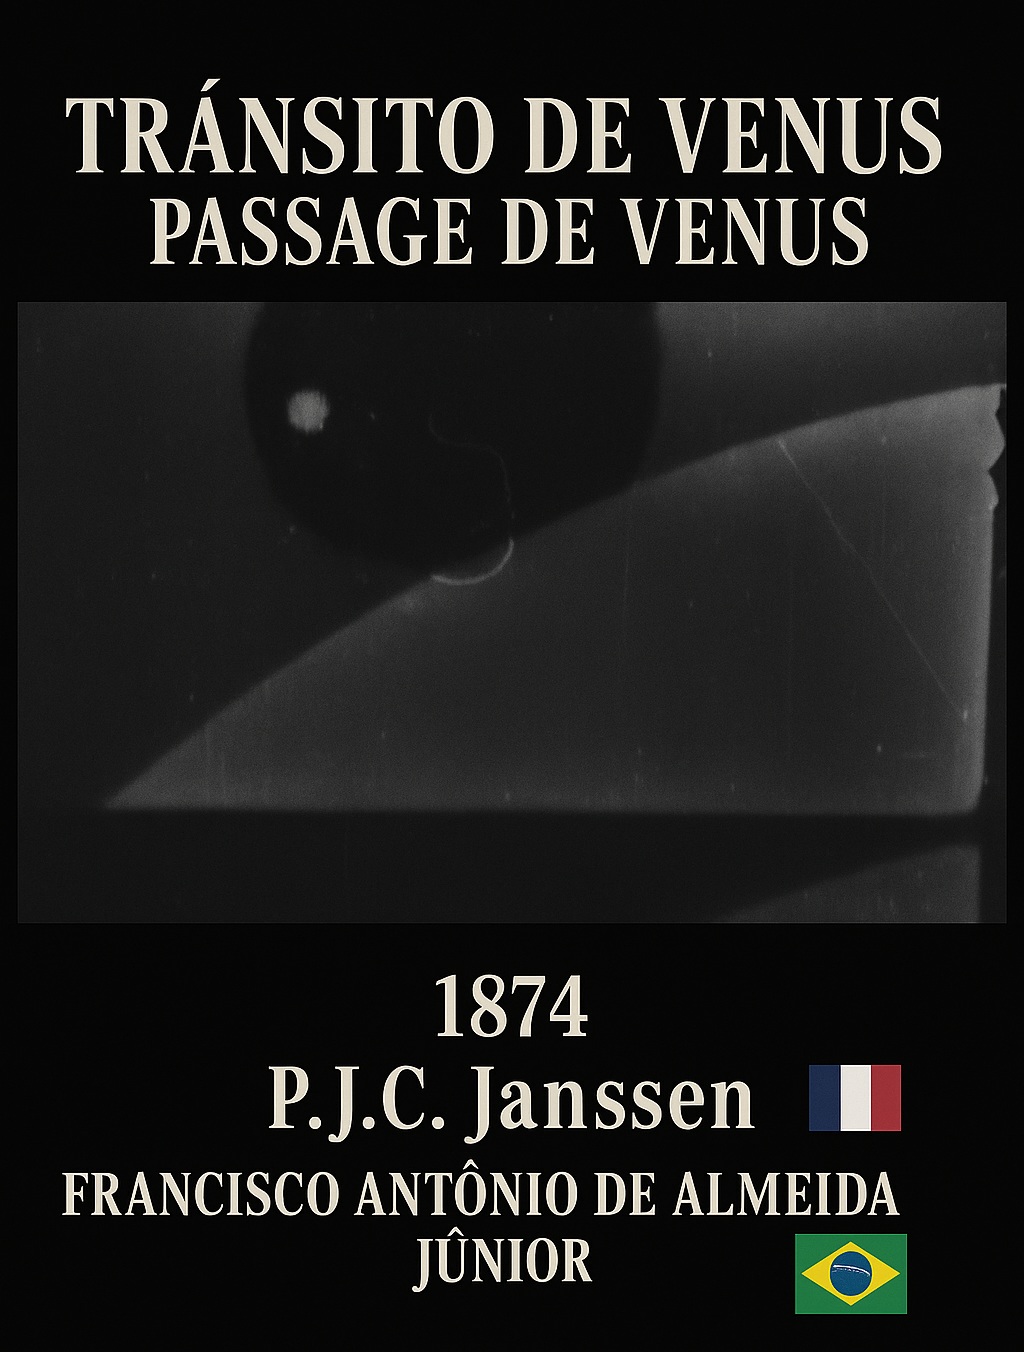 TRÁNSITO DE VENUS
PASSAGE DE VENUS
1874
P.J.C. Janssen
FRANCISCO ANTÔNIO DE ALMEIDA
JÛNIOR